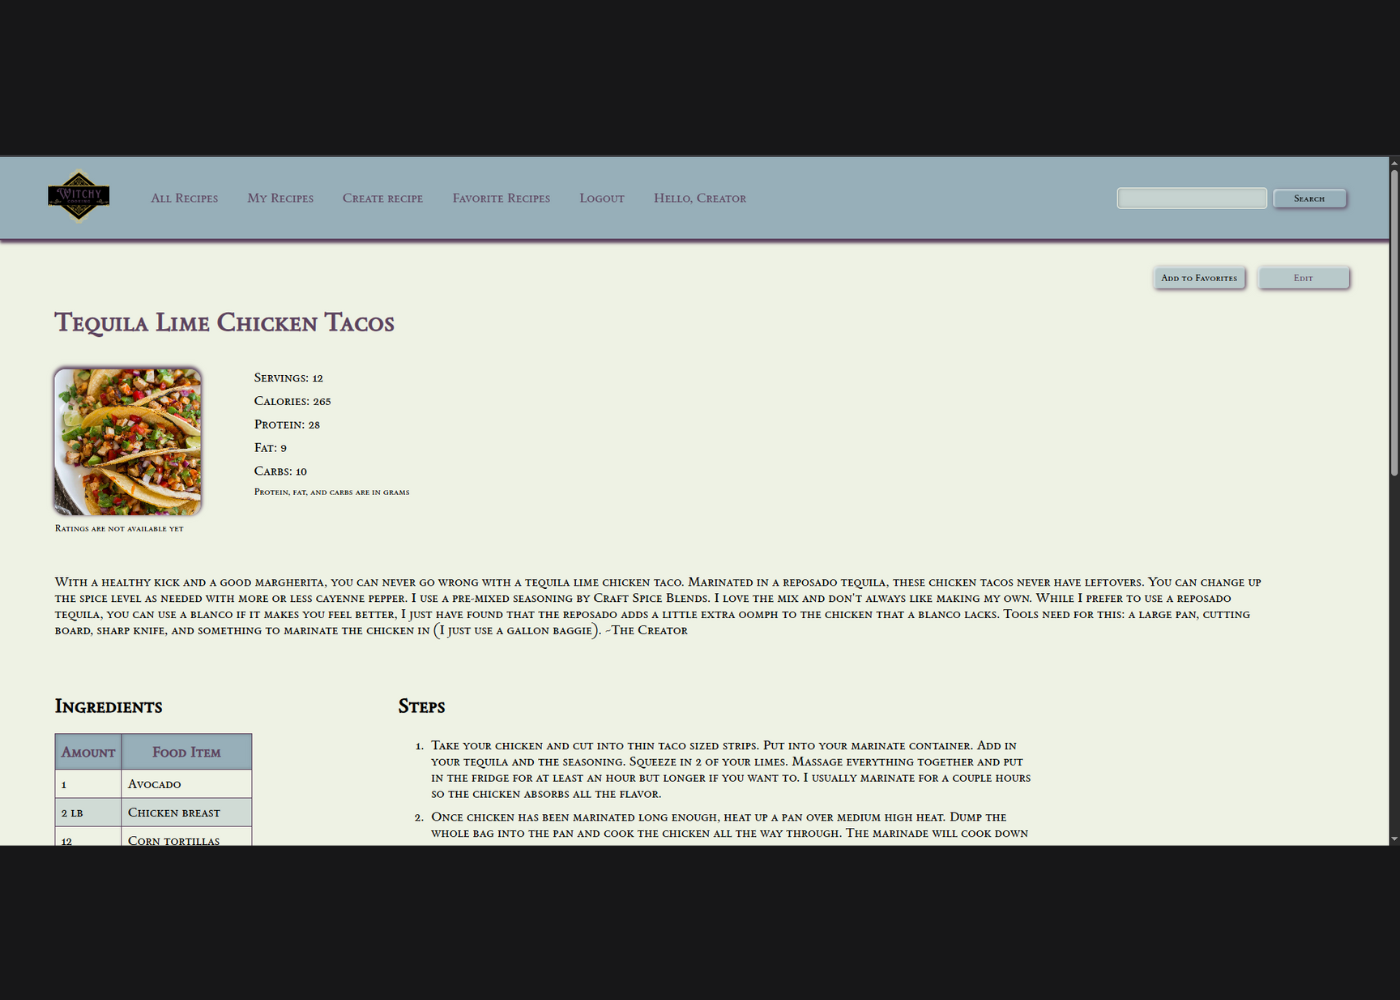 Witchy
All Recipes
My Recipes
Create recipe
Favorite Recipes
Logout
Hello, Creator
Search
Add to Favorites
Edit
Tequila Lime Chicken Tacos
Servings: 12
Calories: 265
Protein: 28
Fat: 9
Carbs: 10
Protein, fat, and carbs are in grams
Ratings are not available yet
With a healthy kick and a good margherita, you can never go wrong with a tequila lime chicken taco. Marinated in a reposado tequila, these chicken tacos never have leftovers. You can change up
the spice level as needed with more or less cayenne pepper. I use a pre-mixed seasoning by Craft Spice Blends. I love the mix and don't always like making my own. While I prefer to use a reposado
tequila, you can use a blanco if it makes you feel better, I just have found that the reposado adds a little extra oomph to the chicken that a blanco lacks. Tools need for this: a large pan, cutting
board, sharp knife, and something to marinate the chicken in (I just use a gallon baggie). ~The Creator
Ingredients
Amount Food Item
1 Avocado
2 lb Chicken breast
12 Corn tortillas
Steps
1. Take your chicken and cut into thin taco sized strips. Put into your marinate container. Add in
your tequila and the seasoning. Squeeze in 2 of your limes. Massage everything together and put
in the fridge for at least an hour but longer if you want to. I usually marinate for a couple hours
so the chicken absorbs all the flavor.
2. Once chicken has been marinated long enough, heat up a pan over medium high heat. Dump the
whole bag into the pan and cook the chicken all the way through. The marinade will cook down